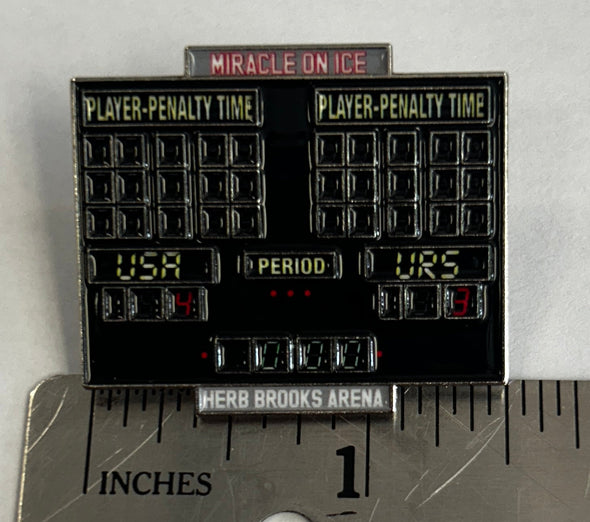 MIRACLE ON ICE
PLAYER-PENALTY TIME PLAYER-PENALTY TIME
USA PERIOD URS
4 3
HERB BROOKS ARENA
1
INCHES